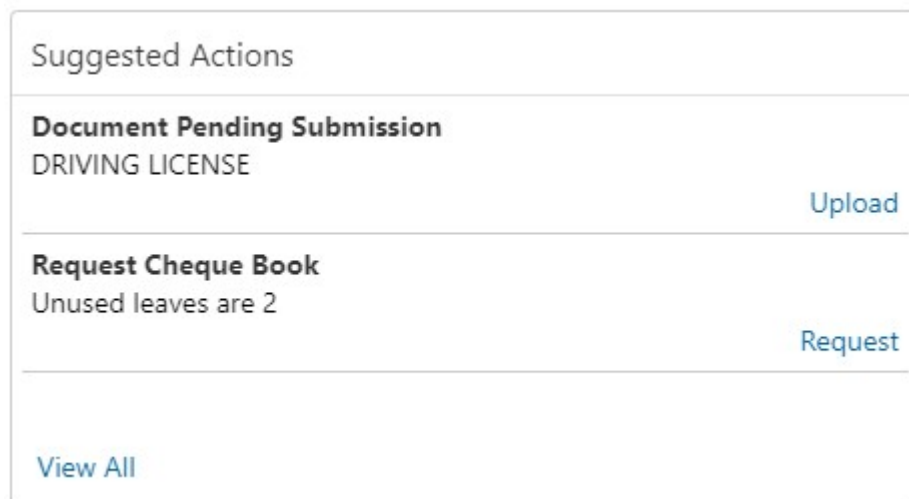 Suggested Actions
Document Pending Submission
DRIVING LICENSE
Upload
Request Cheque Book
Unused leaves are 2
Request
View All